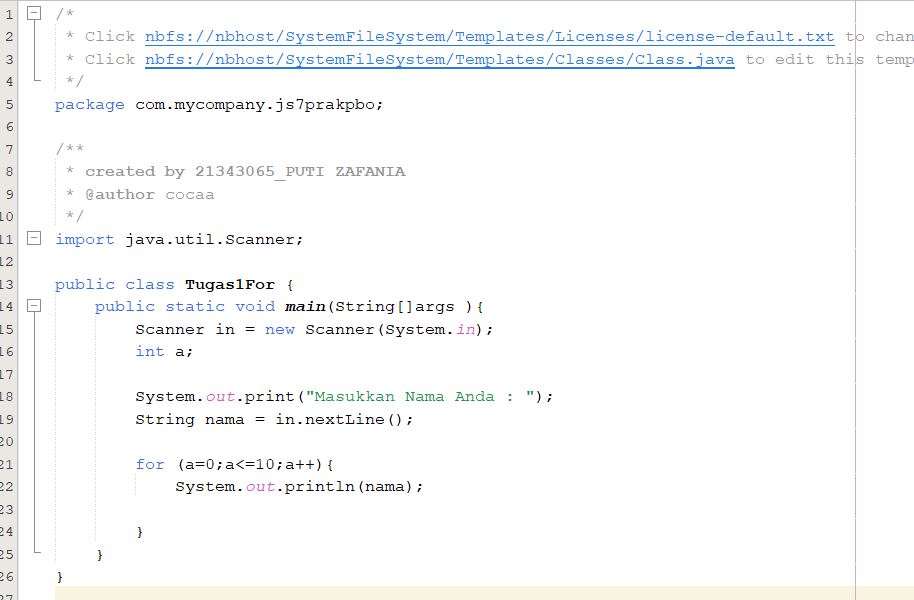 1 /*
2 * Click nbfs://nbhost/SystemFileSystem/Templates/Licenses/license-default.txt to
3 * Click nbfs://nbhost/SystemFileSystem/Templates/Classes/Class.java to edit this
4 */
5 package com.mycompany.js7prakpbo;
6
7 /**
8 * created by 21343065_PUTI ZAFANIA
9 * @author cocaa
10 */
11 import java.util.Scanner;
12
13 public class Tugas1For {
14 public static void main(String[]args ){
15 Scanner in = new Scanner(System.in);
16 int a;
17
18 System.out.print("Masukkan Nama Anda : ");
19 String nama = in.nextLine();
20
21 for (a=0;a<=10;a++){
22 System.out.println(nama);
23
24 }
25 }
26 }
27